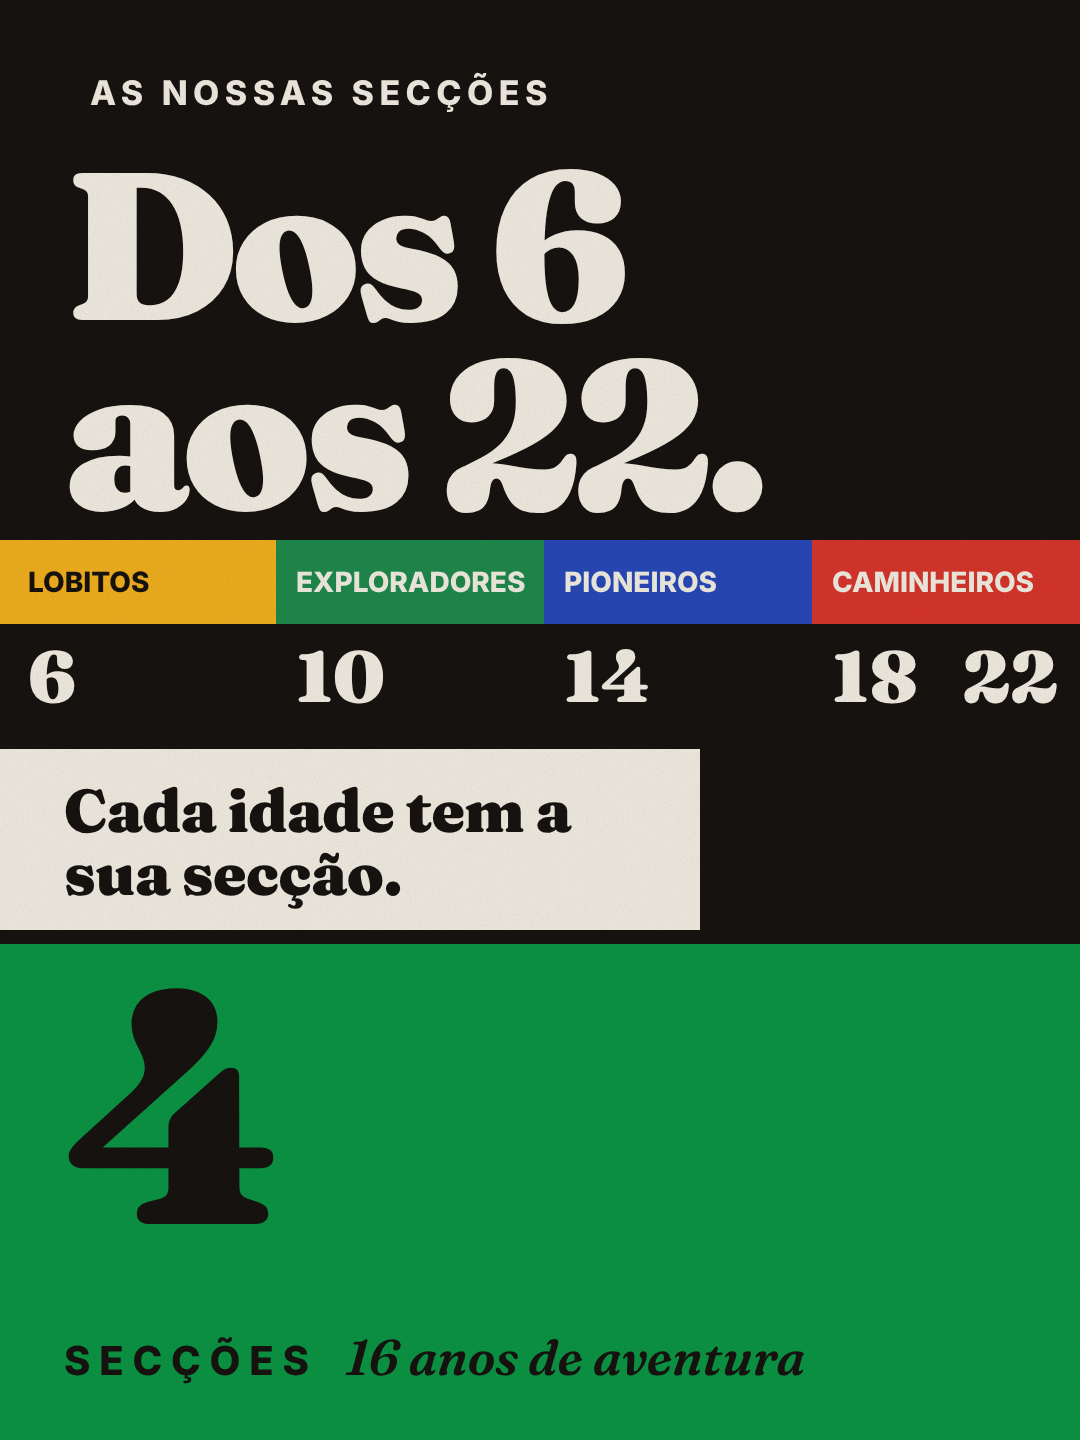 AS NOSSAS SECÇÕES
Dos 6
aos 22.
LOBITOS EXPLORADORES PIONEIROS CAMINHEIROS
6 10 14 18 22
Cada idade tem a
sua secção.
4
SECÇÕES 16 anos de aventura